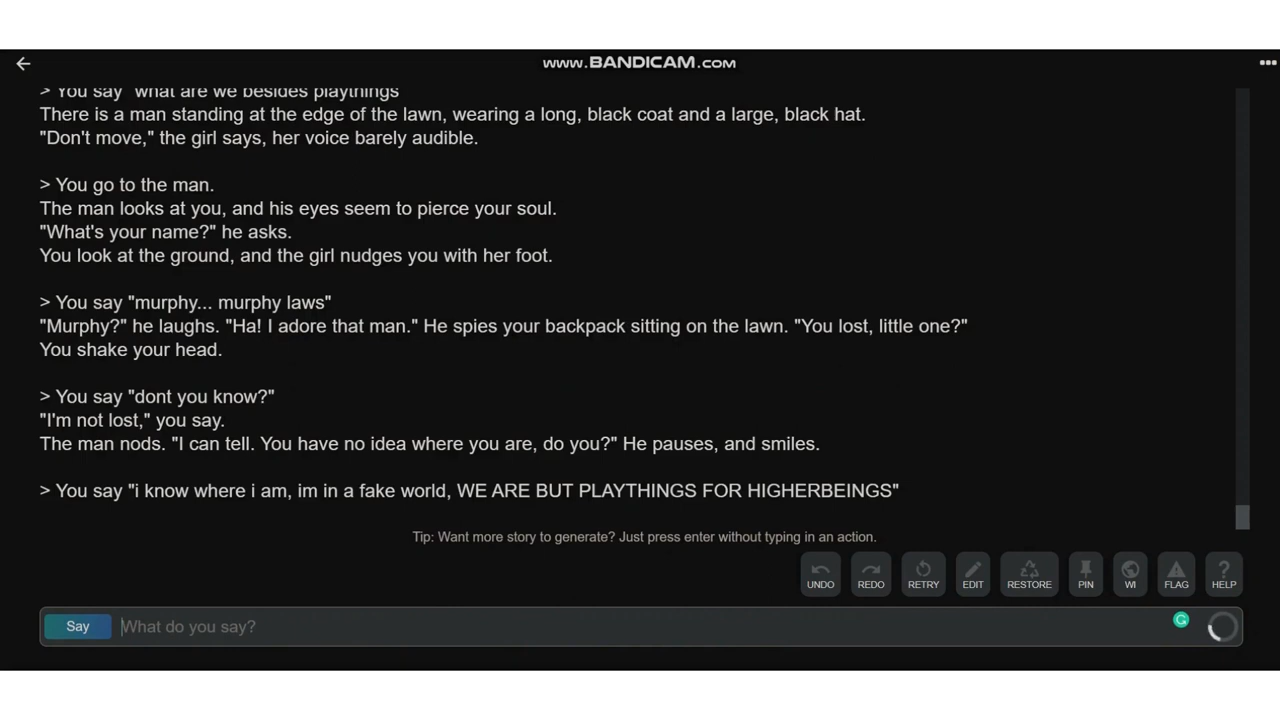 www.BANDICAM.com
> You say "what are we besides playthings
There is a man standing at the edge of the lawn, wearing a long, black coat and a large, black hat.
"Don't move," the girl says, her voice barely audible.
> You go to the man.
The man looks at you, and his eyes seem to pierce your soul.
"What's your name?" he asks.
You look at the ground, and the girl nudges you with her foot.
> You say "murphy... murphy laws"
"Murphy?" he laughs. "Ha! I adore that man." He spies your backpack sitting on the lawn. "You lost, little one?"
You shake your head.
> You say "dont you know?"
"I'm not lost," you say.
The man nods. "I can tell. You have no idea where you are, do you?" He pauses, and smiles.
> You say "i know where i am, im in a fake world, WE ARE BUT PLAYTHINGS FOR HIGHERBEINGS"
Tip: Want more story to generate? Just press enter without typing in an action.
UNDO REDO RETRY EDIT RESTORE PIN WI FLAG HELP
Say What do you say?